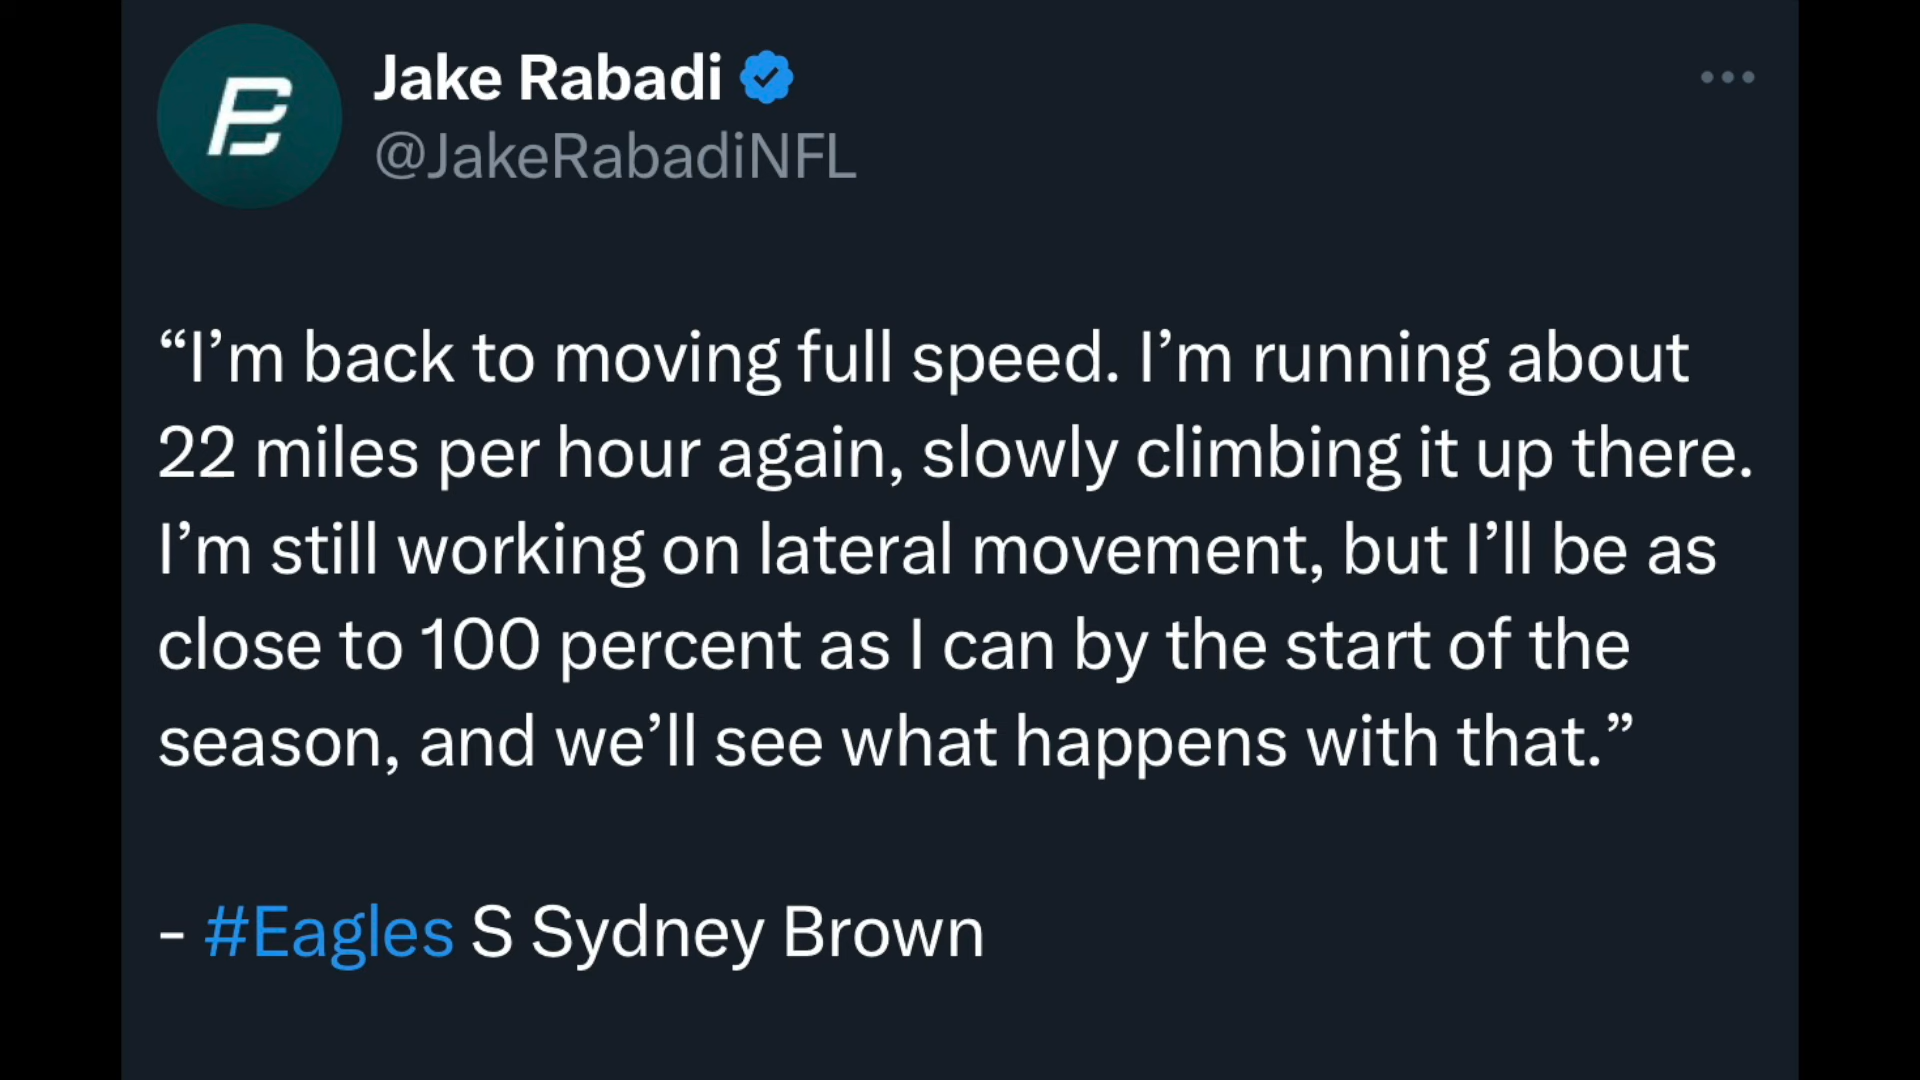 Jake Rabadi
@JakeRabadiNFL
“I’m back to moving full speed. I’m running about
22 miles per hour again, slowly climbing it up there.
I’m still working on lateral movement, but I’ll be as
close to 100 percent as I can by the start of the
season, and we’ll see what happens with that.”
- #Eagles S Sydney Brown